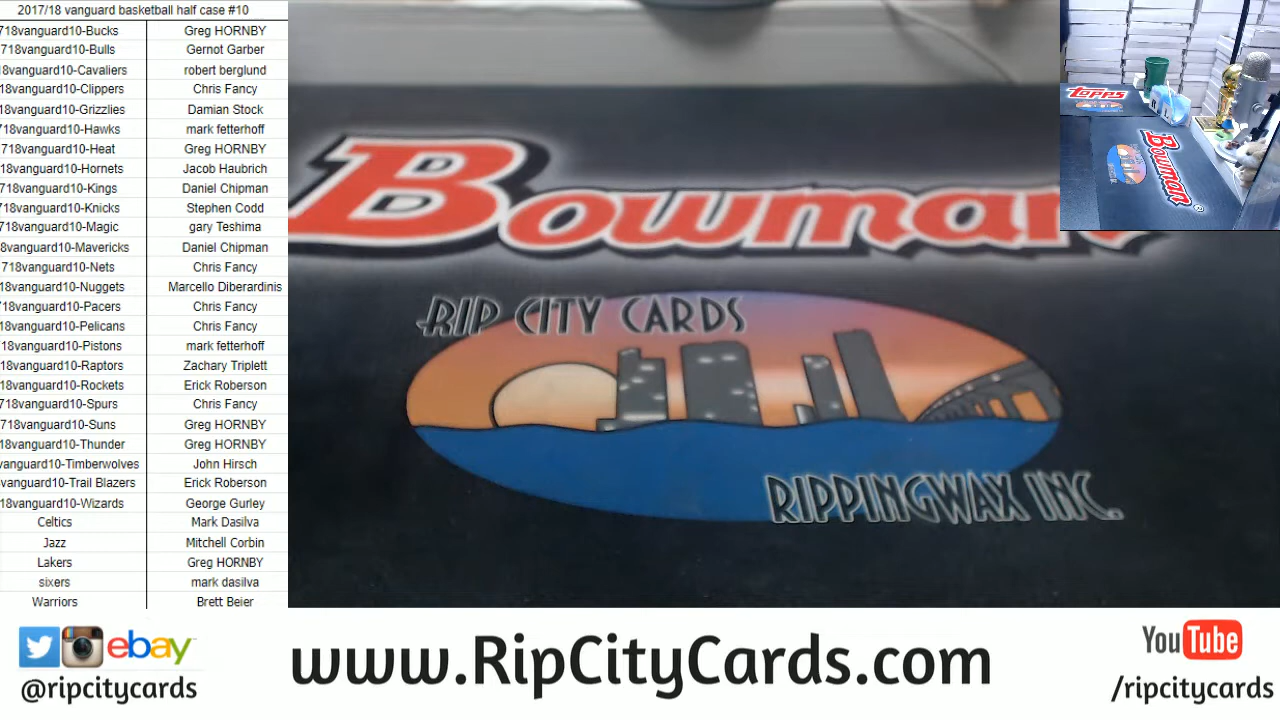 2017/18 vanguard basketball half case #10
718vanguard10-Bucks Greg HORNBY
718vanguard10-Bulls Gernot Garber
18vanguard10-Cavaliers robert berglund
18vanguard10-Clippers Chris Fancy
18vanguard10-Grizzlies Damian Stock
718vanguard10-Hawks mark fetterhoff
718vanguard10-Heat Greg HORNBY
18vanguard10-Hornets Jacob Haubrich
718vanguard10-Kings Daniel Chipman
718vanguard10-Knicks Stephen Codd
718vanguard10-Magic gary Teshima
8vanguard10-Mavericks Daniel Chipman
718vanguard10-Nets Chris Fancy
18vanguard10-Nuggets Marcello Diberardinis
718vanguard10-Pacers Chris Fancy
18vanguard10-Pelicans Chris Fancy
718vanguard10-Pistons mark fetterhoff
18vanguard10-Raptors Zachary Triplett
18vanguard10-Rockets Erick Roberson
718vanguard10-Spurs Chris Fancy
718vanguard10-Suns Greg HORNBY
18vanguard10-Thunder Greg HORNBY
vanguard10-Timberwolves John Hirsch
vanguard10-Trail Blazers Erick Roberson
18vanguard10-Wizards George Gurley
Celtics Mark Dasilva
Jazz Mitchell Corbin
Lakers Greg HORNBY
sixers mark dasilva
Warriors Brett Beier
Bowman
RIP CITY CARDS
RIPPINGWAX INC.
TOPPS
Bowman
ebay
@ripcitycards
www.RipCityCards.com
YouTube
/ripcitycards